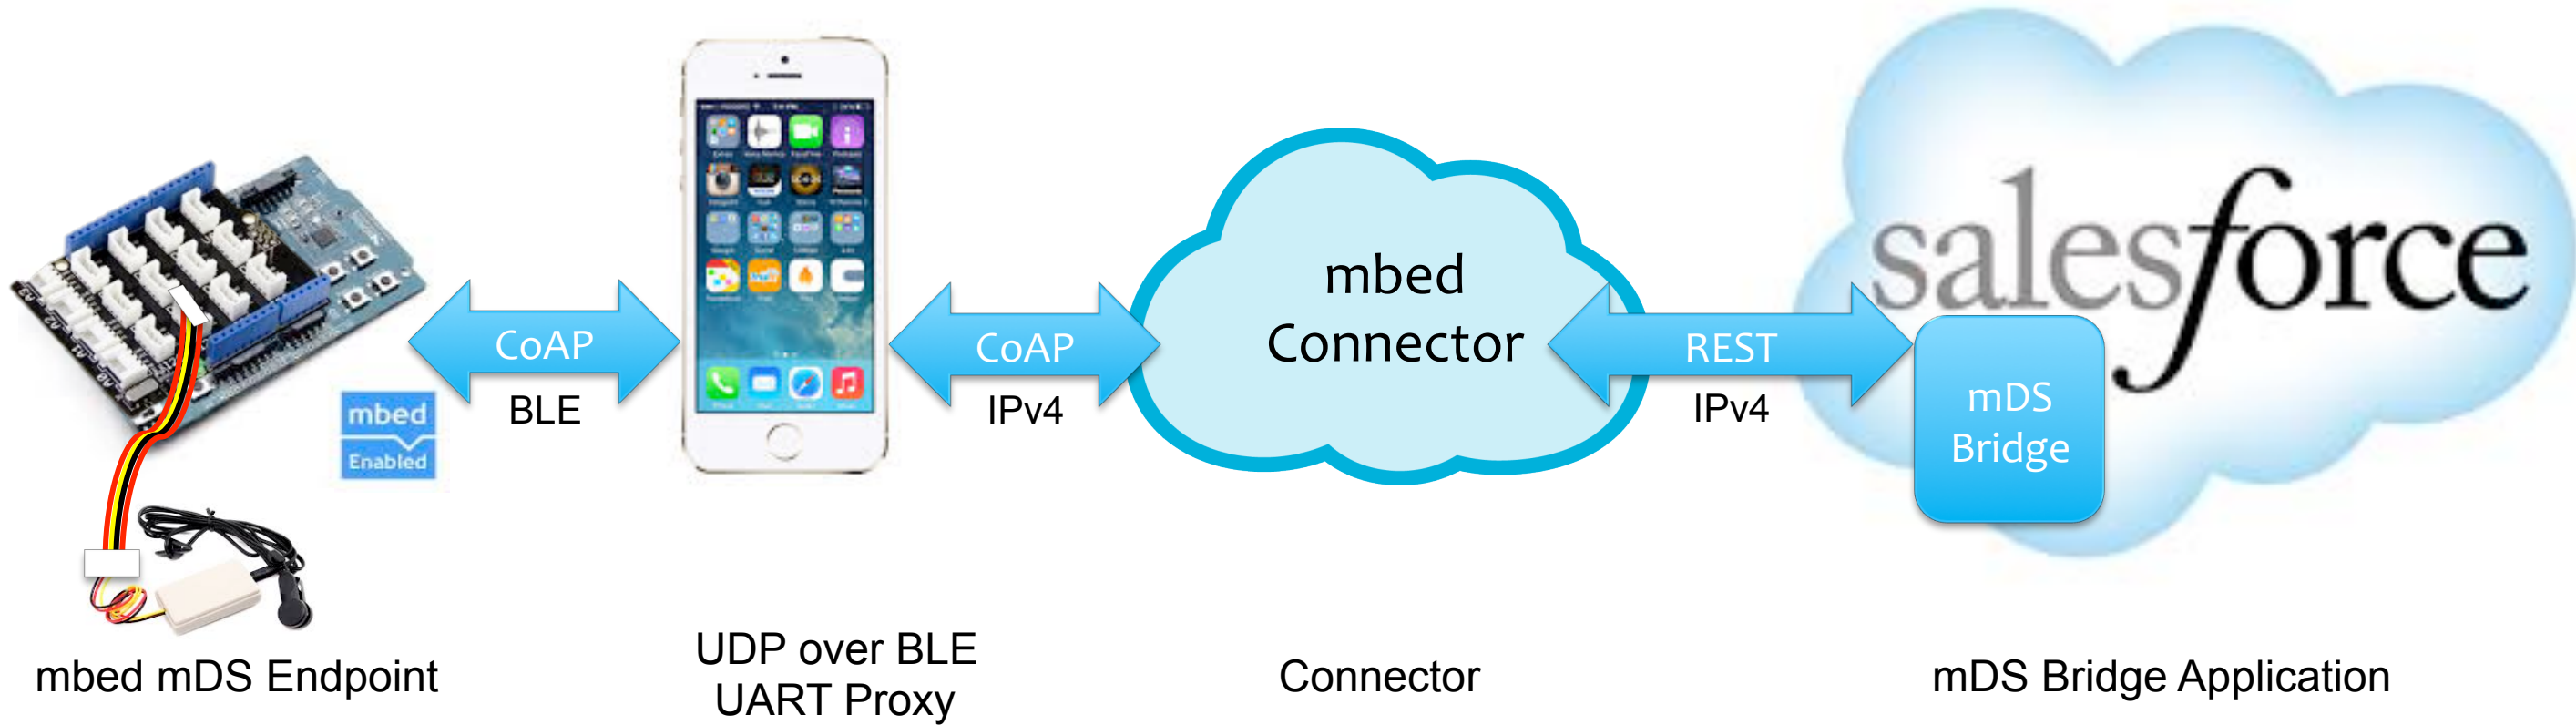 salesforce
mbed
Connector
CoAP
BLE
CoAP
IPv4
REST
IPv4
mDS
Bridge
mbed
Enabled
mbed mDS Endpoint
UDP over BLE
UART Proxy
Connector
mDS Bridge Application